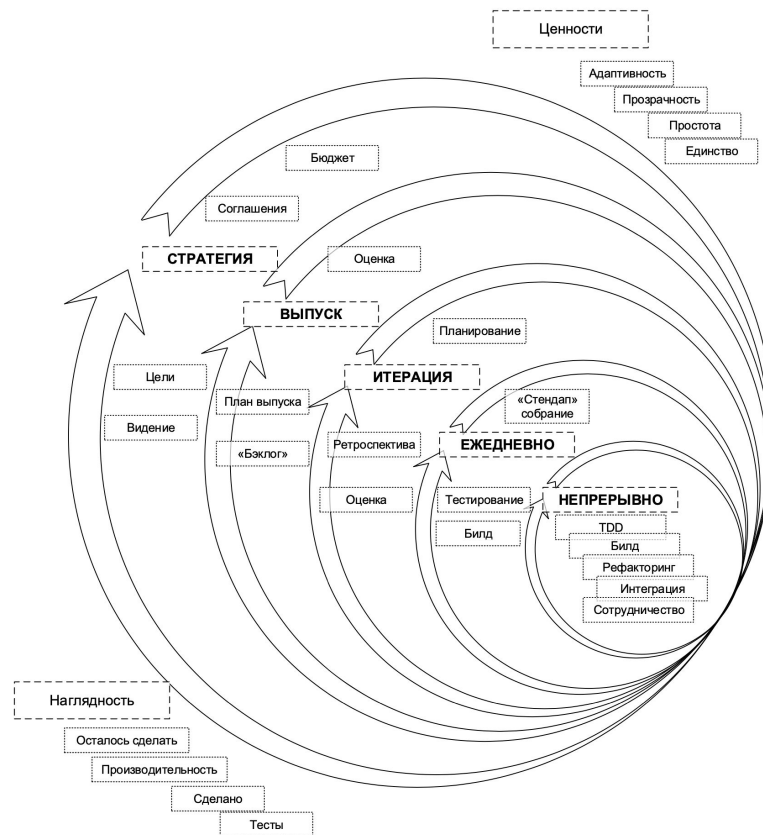 Ценности
Адаптивность
Прозрачность
Простота
Единство
Бюджет
Соглашения
СТРАТЕГИЯ
Оценка
ВЫПУСК
Планирование
ИТЕРАЦИЯ
Цели
План выпуска
Видение
«Бэклог»
«Стендап»
собрание
Ретроспектива
ЕЖЕДНЕВНО
Оценка
Тестирование
НЕПРЕРЫВНО
Билд
TDD
Билд
Рефакторинг
Интеграция
Сотрудничество
Наглядность
Осталось сделать
Производительность
Сделано
Тесты